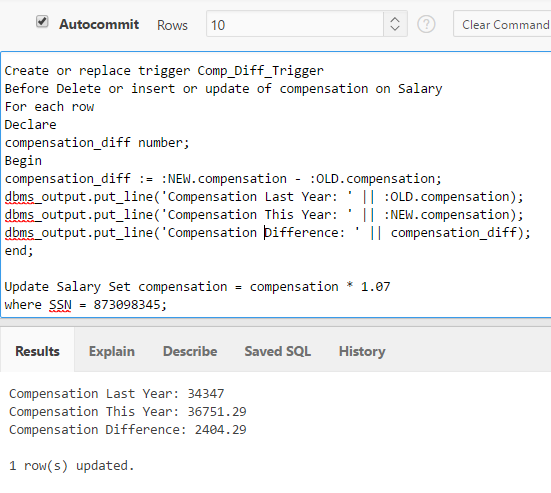 Autocommit Rows 10 ? Clear Command
Create or replace trigger Comp_Diff_Trigger
Before Delete or insert or update of compensation on Salary
For each row
Declare
compensation_diff number;
Begin
compensation_diff := :NEW.compensation - :OLD.compensation;
dbms_output.put_line('Compensation Last Year: ' || :OLD.compensation);
dbms_output.put_line('Compensation This Year: ' || :NEW.compensation);
dbms_output.put_line('Compensation Difference: ' || compensation_diff);
end;
Update Salary Set compensation = compensation * 1.07
where SSN = 873098345;
Results Explain Describe Saved SQL History
Compensation Last Year: 34347
Compensation This Year: 36751.29
Compensation Difference: 2404.29
1 row(s) updated.